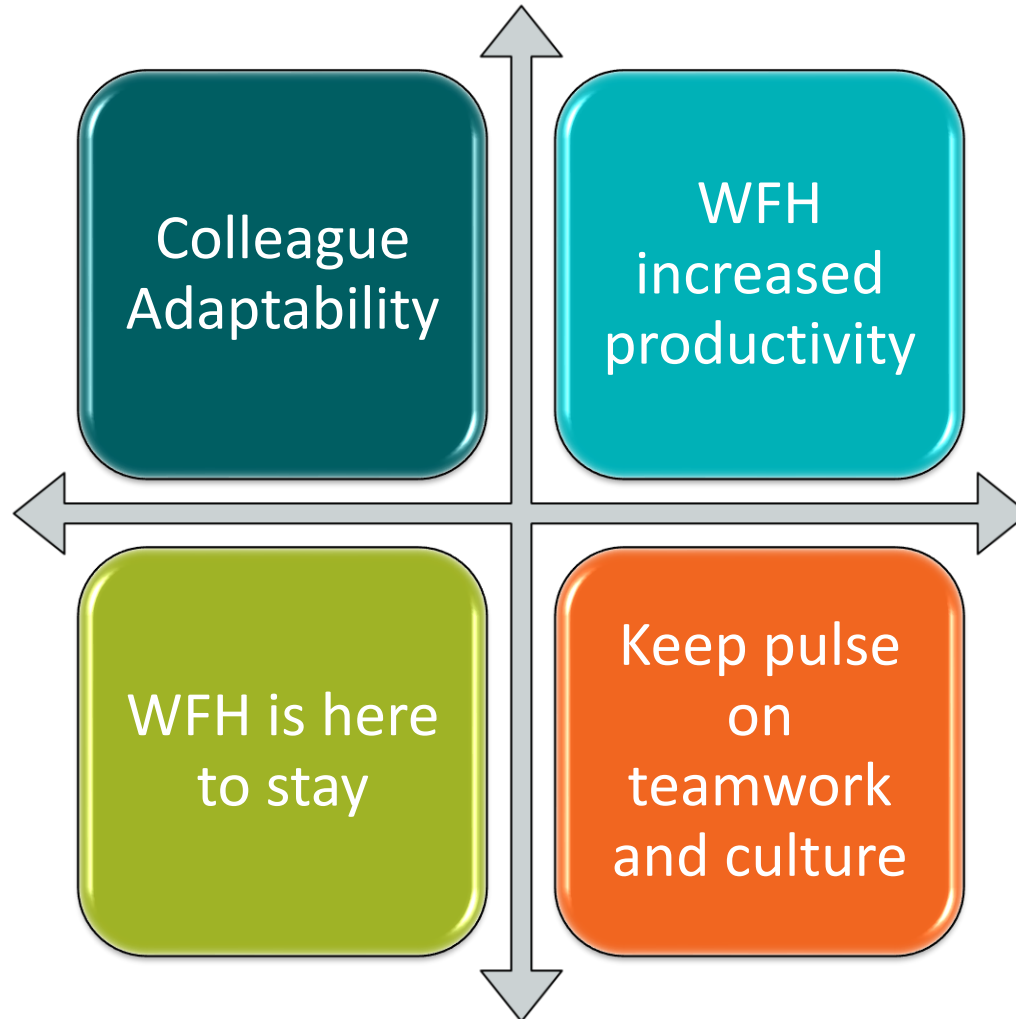 Colleague
Adaptability
WFH
increased
productivity
WFH is here
to stay
Keep pulse
on
teamwork
and culture